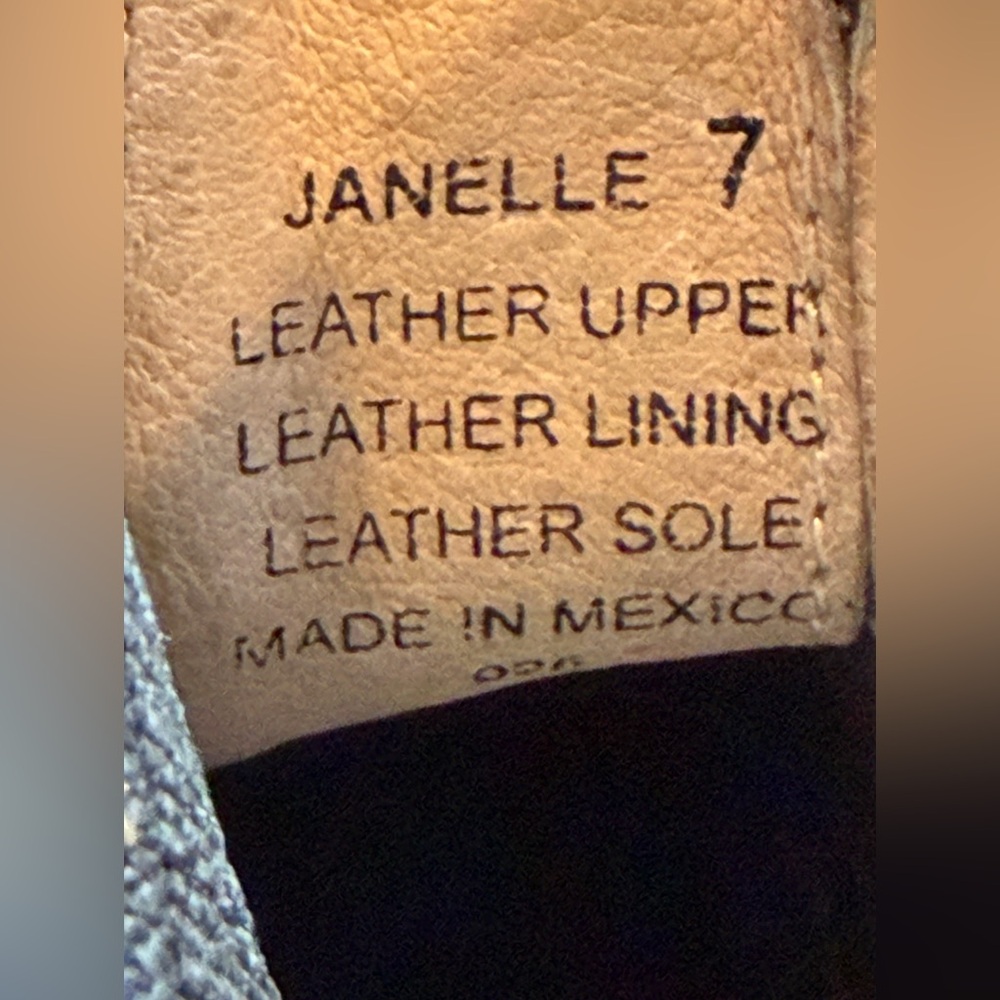 JANELLE 7
LEATHER UPPER
LEATHER LINING
LEATHER SOLE
MADE IN MEXICO